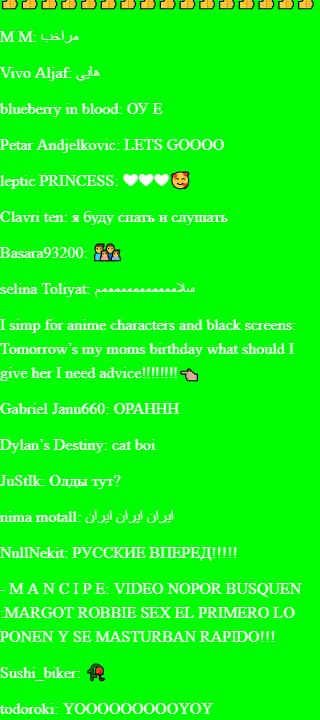 M M: مراحب
Vivo Aljaf: هايي
blueberry in blood: ОУ Е
Petar Andjelkovic: LETS GOOOO
leptic PRINCESS: 🤍🤍🤍🥰
Clavri ten: я буду спать и слушать
Basara93200: 👨‍👩‍👧‍👦
selina Toliyat: سلاممممممممممممم
I simp for anime characters and black screens:
Tomorrow’s my moms birthday what should I
give her I need advice!!!!!!!!👈
Gabriel Janu660: OPAHHH
Dylan’s Destiny: cat boi
JuStIk: Олды тут?
nima motall: ایران ایران ایران
NullNekit: РУССКИЕ ВПЕРЕД!!!!!
- M A N C I P E: VIDEO NOPOR BUSQUEN
:MARGOT ROBBIE SEX EL PRIMERO LO
PONEN Y SE MASTURBAN RAPIDO!!!
Sushi_biker: 🥀
todoroki: YOOOOOOOOOYOY